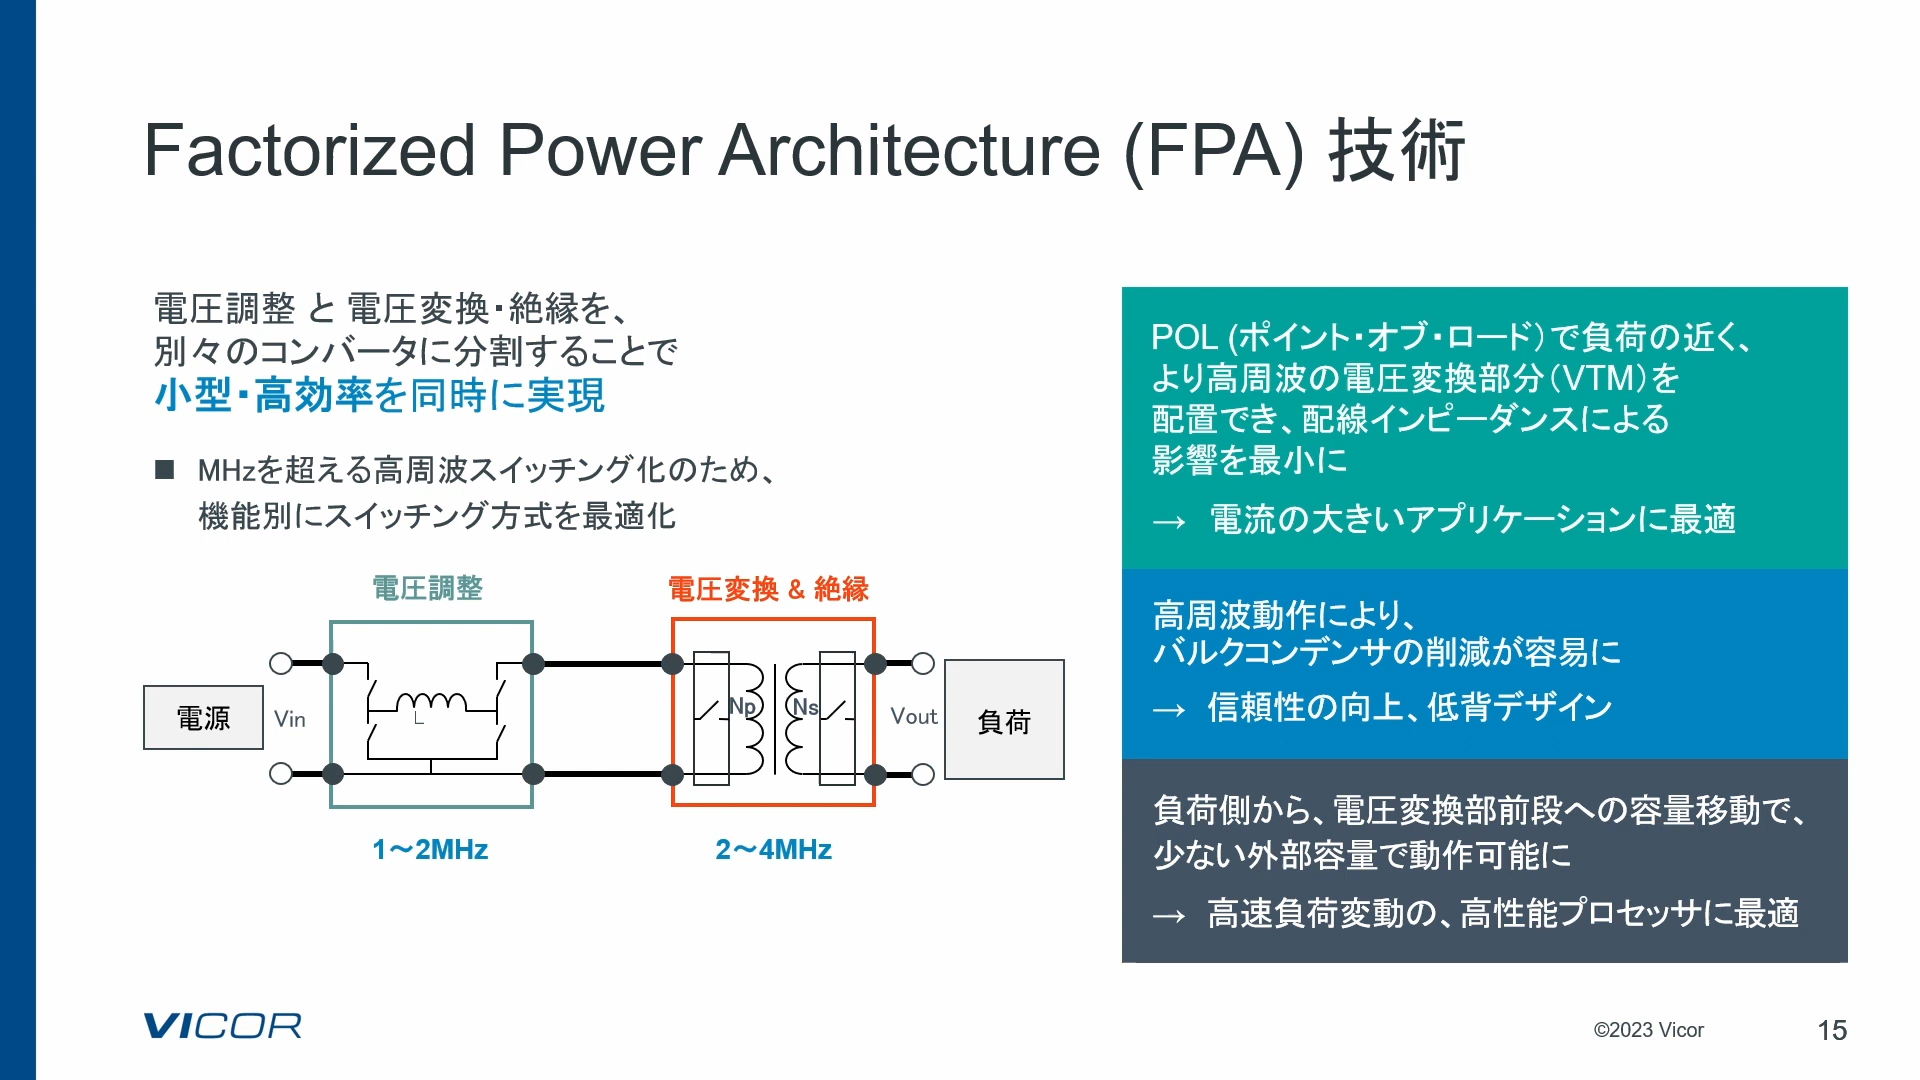 Factorized Power Architecture (FPA) 技術
電圧調整 と 電圧変換・絶縁を、
別々のコンバータに分割することで
小型・高効率を同時に実現
■ MHzを超える高周波スイッチング化のため、
機能別にスイッチング方式を最適化
電圧調整
電圧変換 & 絶縁
電源
Vin
L
Np
Ns
Vout
負荷
1～2MHz
2～4MHz
POL (ポイント・オブ・ロード）で負荷の近く、
より高周波の電圧変換部分（VTM）を
配置でき、配線インピーダンスによる
影響を最小に
→ 電流の大きいアプリケーションに最適
高周波動作により、
バルクコンデンサの削減が容易に
→ 信頼性の向上、低背デザイン
負荷側から、電圧変換部前段への容量移動で、
少ない外部容量で動作可能に
→ 高速負荷変動の、高性能プロセッサに最適
VICOR
©2023 Vicor
15